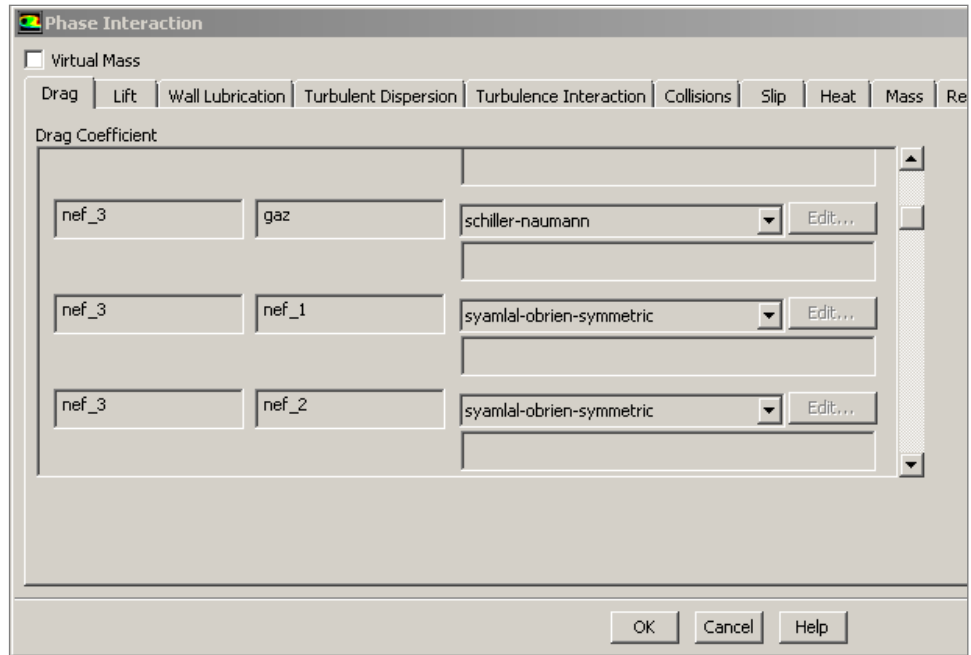 Phase Interaction
Virtual Mass
Drag Lift Wall Lubrication Turbulent Dispersion Turbulence Interaction Collisions Slip Heat Mass Re
Drag Coefficient
nef_3 gaz schiller-naumann Edit...
nef_3 nef_1 syamlal-obrien-symmetric Edit...
nef_3 nef_2 syamlal-obrien-symmetric Edit...
OK Cancel Help